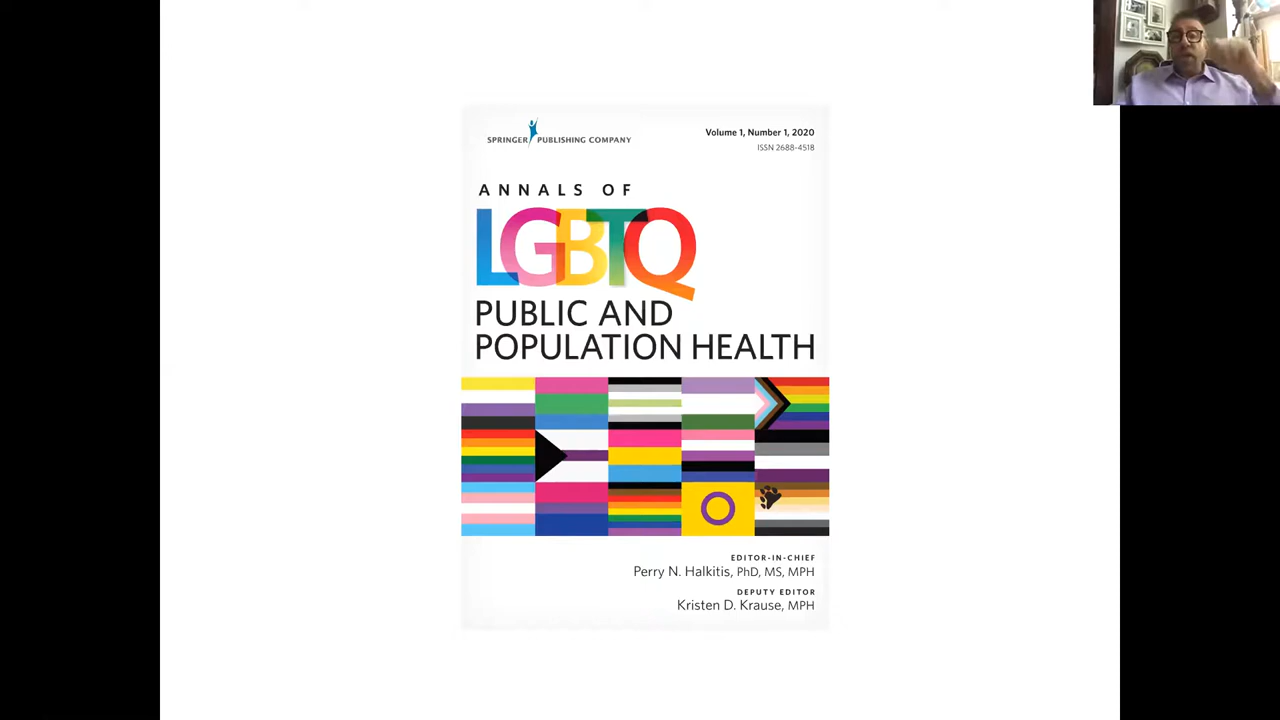 SPRINGER PUBLISHING COMPANY
Volume 1, Number 1, 2020
ISSN 2688-4518
ANNALS OF
LGBTQ
PUBLIC AND
POPULATION HEALTH
EDITOR-IN-CHIEF
Perry N. Halkitis, PhD, MS, MPH
DEPUTY EDITOR
Kristen D. Krause, MPH